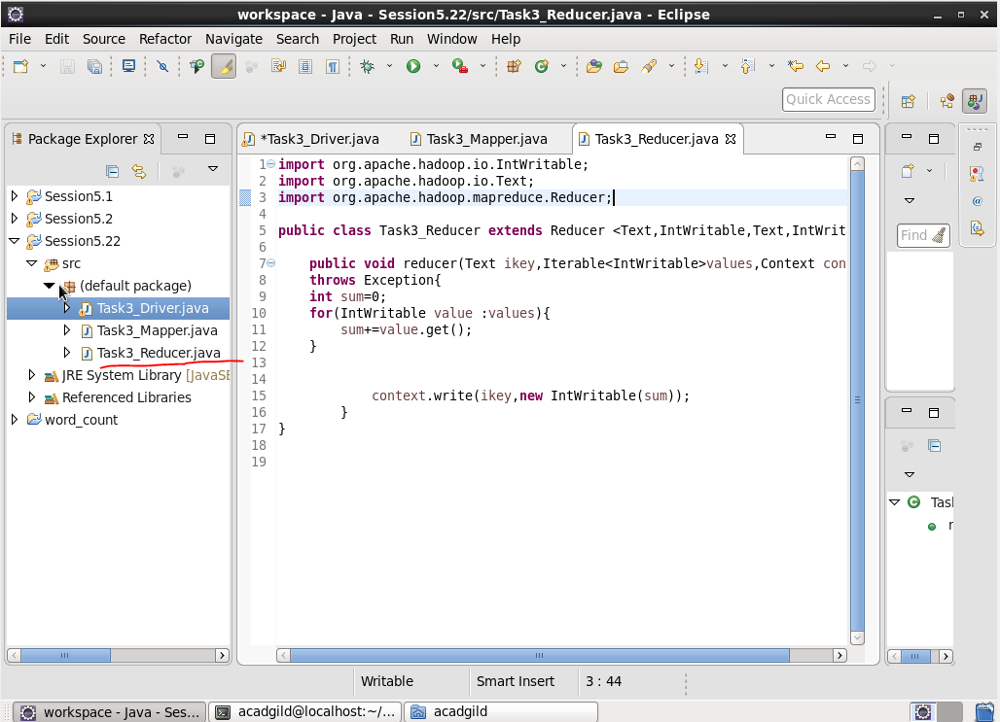 workspace - Java - Session5.22/src/Task3_Reducer.java - Eclipse
File Edit Source Refactor Navigate Search Project Run Window Help
Quick Access
Package Explorer
*Task3_Driver.java Task3_Mapper.java Task3_Reducer.java
Session5.1
Session5.2
Session5.22
src
(default package)
Task3_Driver.java
Task3_Mapper.java
Task3_Reducer.java
JRE System Library [JavaSE
Referenced Libraries
word_count
1 import org.apache.hadoop.io.IntWritable;
2 import org.apache.hadoop.io.Text;
3 import org.apache.hadoop.mapreduce.Reducer;
4
5 public class Task3_Reducer extends Reducer <Text,IntWritable,Text,IntWrit
6
7 public void reducer(Text ikey,Iterable<IntWritable>values,Context con
8 throws Exception{
9 int sum=0;
10 for(IntWritable value :values){
11 sum+=value.get();
12 }
13
14
15 context.write(ikey,new IntWritable(sum));
16 }
17 }
18
19
Find
Tas
Writable Smart Insert 3 : 44
workspace - Java - Ses... acadgild@localhost:~/... acadgild